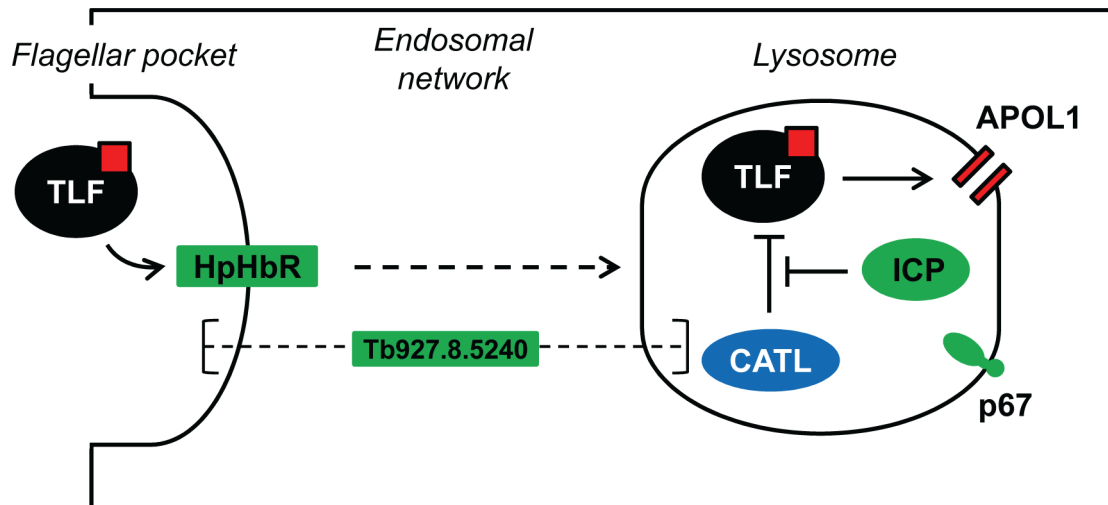 Flagellar pocket
Endosomal
network
Lysosome
APOL1
TLF
TLF
HpHbR
ICP
Tb927.8.5240
CATL
p67